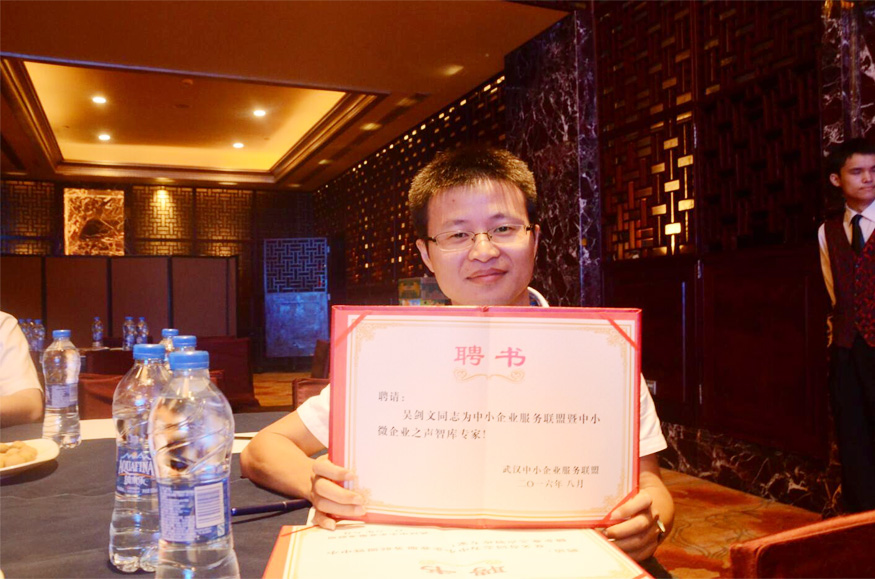 聘书
聘请：
吴剑文同志为中小企业服务联盟暨中小
微企业之声智库专家！
武汉中小企业服务联盟
二〇一六年 八月
AQUAFINA
聘书